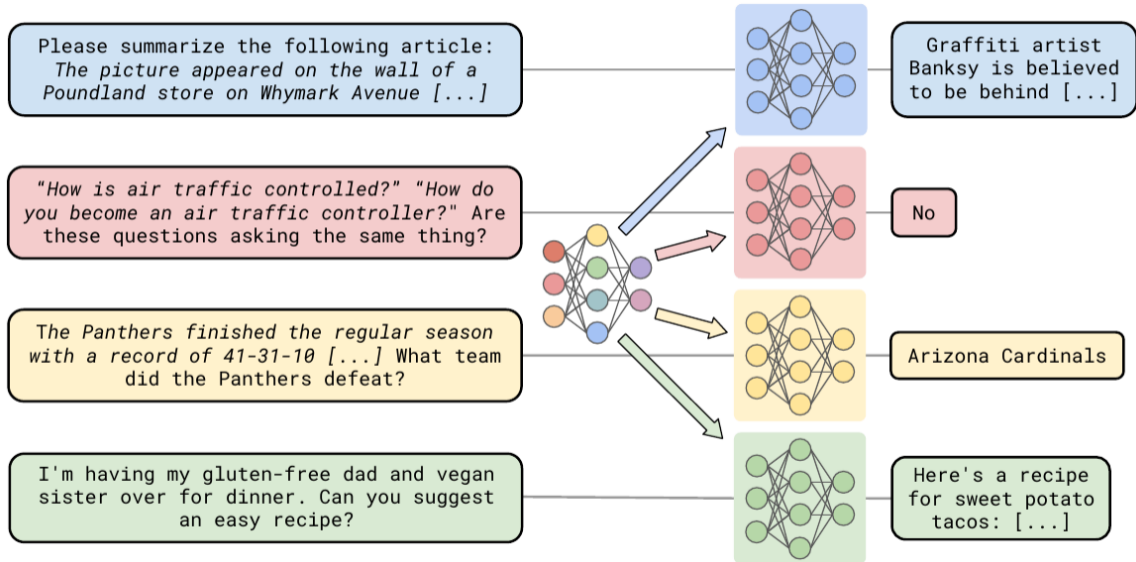 Please summarize the following article:
The picture appeared on the wall of a
Poundland store on Whymark Avenue [...]
Graffiti artist
Banksy is believed
to be behind [...]
“How is air traffic controlled?" "How do
you become an air traffic controller?" Are
these questions asking the same thing?
No
The Panthers finished the regular season
with a record of 41-31-10 [...] What team
did the Panthers defeat?
Arizona Cardinals
I'm having my gluten-free dad and vegan
sister over for dinner. Can you suggest
an easy recipe?
Here's a recipe
for sweet potato
tacos: [...]